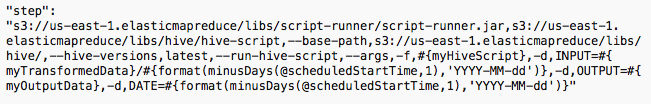 "step":
"s3://us-east-1.elasticmapreduce/libs/script-runner/script-runner.jar,s3://us-east-1.
elasticmapreduce/libs/hive/hive-script,--base-path,s3://us-east-1.elasticmapreduce/libs/
hive/,--hive-versions,latest,--run-hive-script,--args,-f,#{myHiveScript},-d,INPUT=#{
myTransformedData}/#{format(minusDays(@scheduledStartTime,1),'YYYY-MM-dd')},-d,OUTPUT=#{
myOutputData},-d,DATE=#{format(minusDays(@scheduledStartTime,1),'YYYY-MM-dd')}"